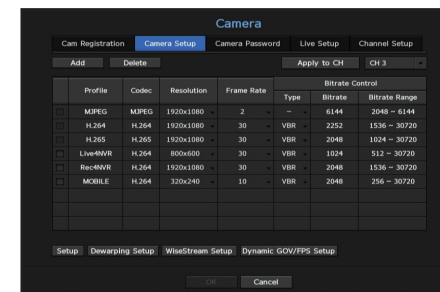 Camera
Cam Registration Camera Setup Camera Password Live Setup Channel Setup
Add Delete Apply to CH CH 3
Profile Codec Resolution Frame Rate Bitrate Control
Type Bitrate Bitrate Range
MJPEG MJPEG 1920x1080 2 - 6144 2048 ~ 6144
H.264 H.264 1920x1080 30 VBR 2252 1536 ~ 30720
H.265 H.265 1920x1080 30 VBR 2048 1024 ~ 30720
Live4NVR H.264 800x600 30 VBR 1024 512 ~ 30720
Rec4NVR H.264 1920x1080 30 VBR 2048 1536 ~ 30720
MOBILE H.264 320x240 10 VBR 2048 256 ~ 30720
Setup Dewarping Setup WiseStream Setup Dynamic GOV/FPS Setup
OK Cancel